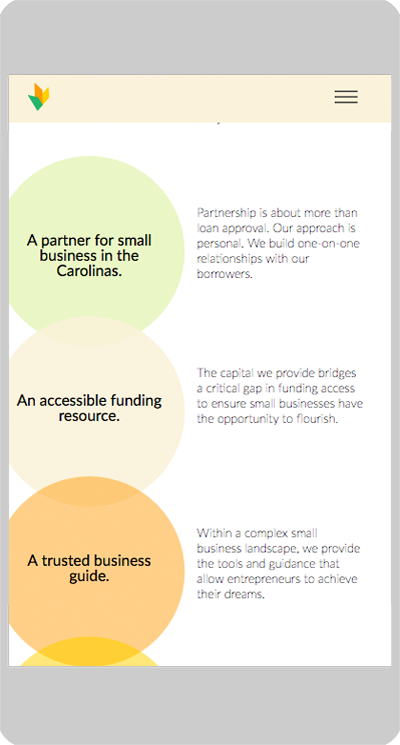 A partner for small
business in the
Carolinas.
Partnership is about more than
loan approval. Our approach is
personal. We build one-on-one
relationships with our
borrowers.
An accessible funding
resource.
The capital we provide bridges
a critical gap in funding access
to ensure small businesses have
the opportunity to flourish.
A trusted business
guide.
Within a complex small
business landscape, we provide
the tools and guidance that
allow entrepreneurs to achieve
their dreams.